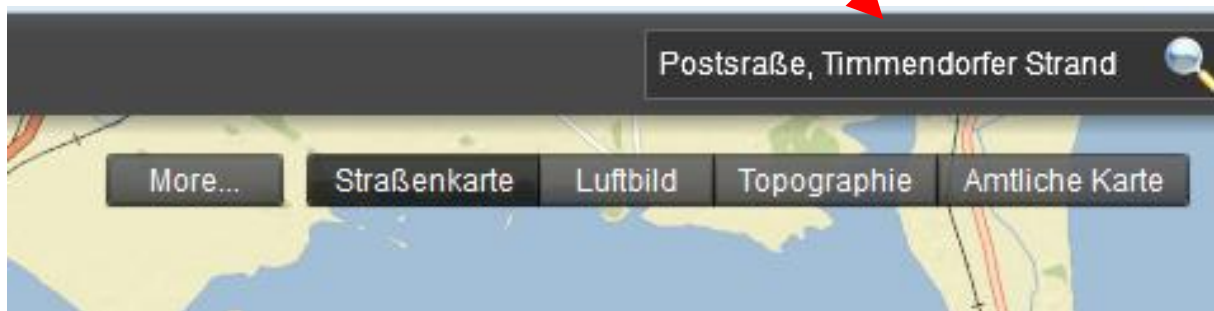 Postsraße, Timmendorfer Strand
More... Straßenkarte Luftbild Topographie Amtliche Karte